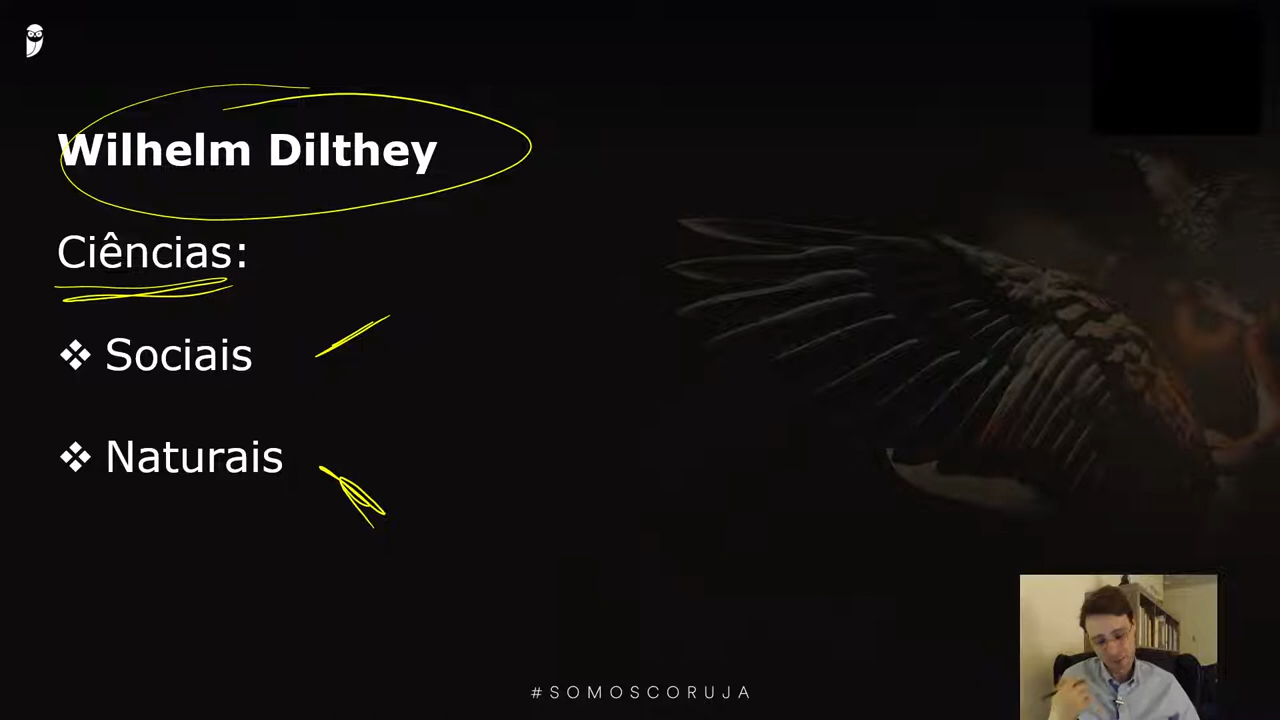 Wilhelm Dilthey
Ciências:
❖ Sociais
❖ Naturais
#SOMOSCORUJA